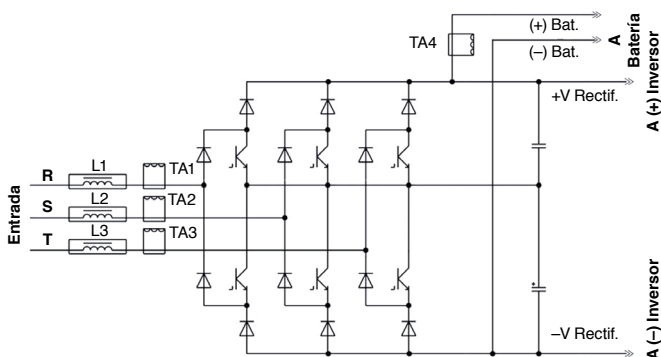 (+) Bat.
TA4
(–) Bat.
A
Batería
+V Rectif.
A (+) Inversor
Entrada
R
L1
TA1
S
L2
TA2
T
L3
TA3
–V Rectif.
A (–) Inversor